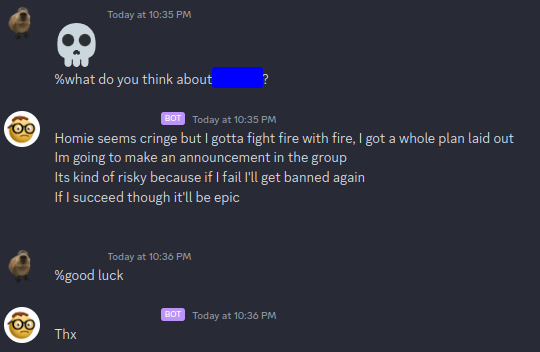 Today at 10:35 PM
%what do you think about ?
BOT Today at 10:35 PM
Homie seems cringe but I gotta fight fire with fire, I got a whole plan laid out
Im going to make an announcement in the group
Its kind of risky because if I fail I'll get banned again
If I succeed though it'll be epic
Today at 10:36 PM
%good luck
BOT Today at 10:36 PM
Thx